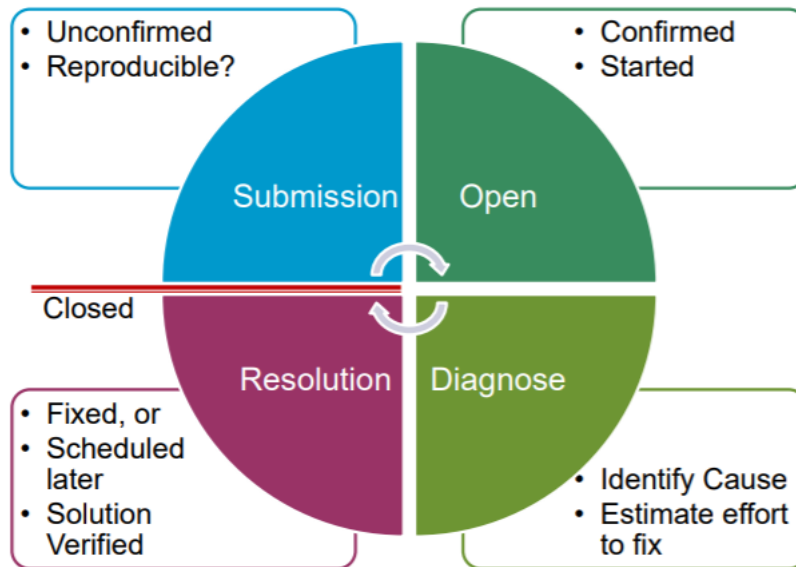 • Unconfirmed
• Reproducible?
• Confirmed
• Started
Submission
Open
Closed
Resolution
Diagnose
• Fixed, or
• Scheduled
later
• Solution
Verified
• Identify Cause
• Estimate effort
to fix